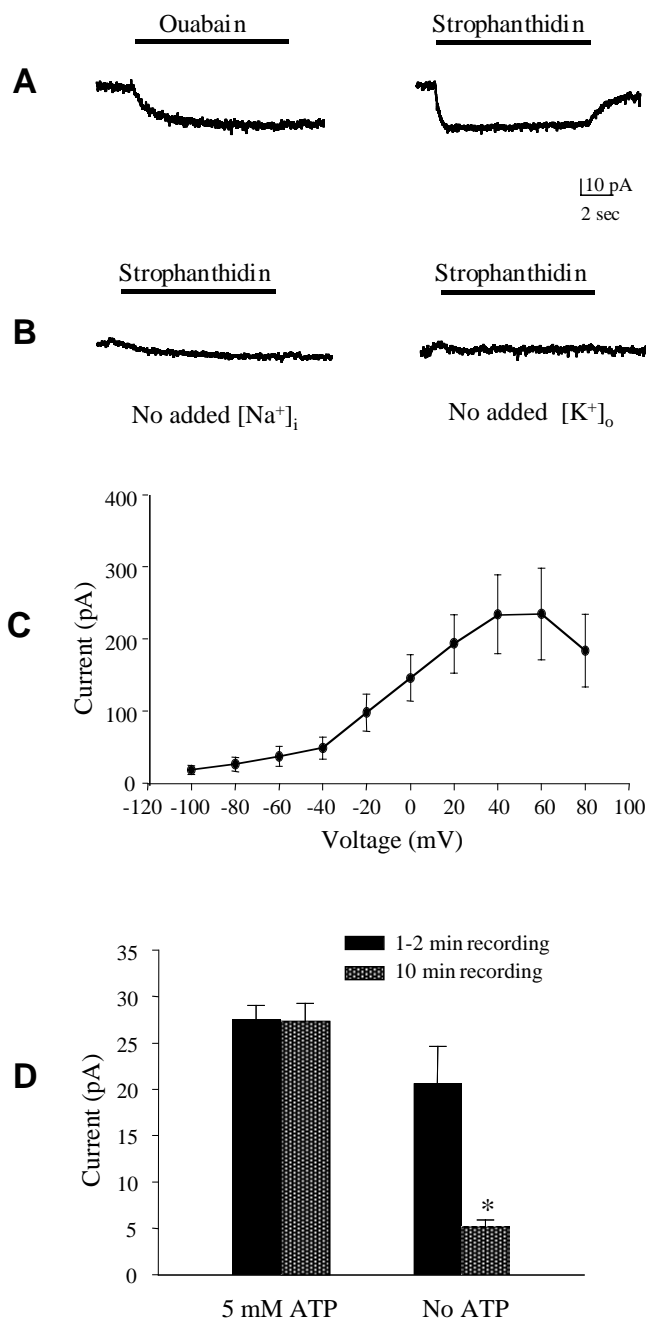 Ouabain
Strophanthidin
A
10 pA
2 sec
Strophanthidin
Strophanthidin
B
No added [Na⁺]ᵢ
No added [K⁺]ₒ
400
300
200
100
0
C
Current (pA)
-120 -100 -80 -60 -40 -20 0 20 40 60 80 100
Voltage (mV)
1-2 min recording
10 min recording
35
30
25
20
15
10
5
0
D
Current (pA)
*
5 mM ATP
No ATP